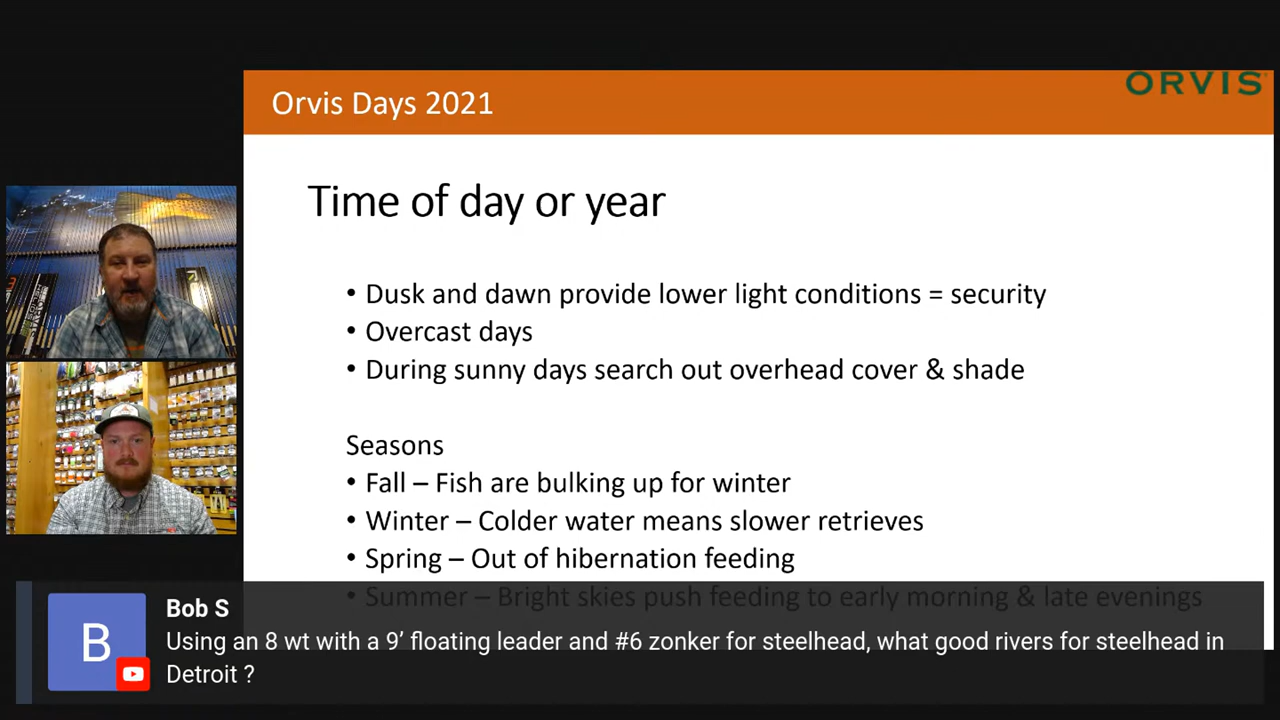 ORVIS
Orvis Days 2021
Time of day or year
• Dusk and dawn provide lower light conditions = security
• Overcast days
• During sunny days search out overhead cover & shade
Seasons
• Fall – Fish are bulking up for winter
• Winter – Colder water means slower retrieves
• Spring – Out of hibernation feeding
• Summer – Bright skies push feeding to early morning & late evenings
B
Bob S
Using an 8 wt with a 9’ floating leader and #6 zonker for steelhead, what good rivers for steelhead in
Detroit ?